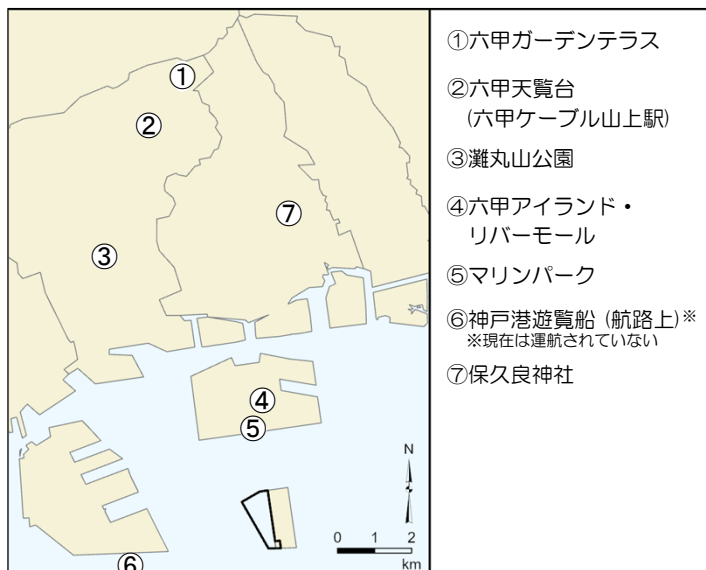 ①
②
③
④
⑤
⑥
⑦
N
0 1 2
km
①六甲ガーデンテラス
②六甲天覧台
(六甲ケーブル山上駅)
③灘丸山公園
④六甲アイランド・
リバーモール
⑤マリンパーク
⑥神戸港遊覧船 (航路上)※
※現在は運航されていない
⑦保久良神社